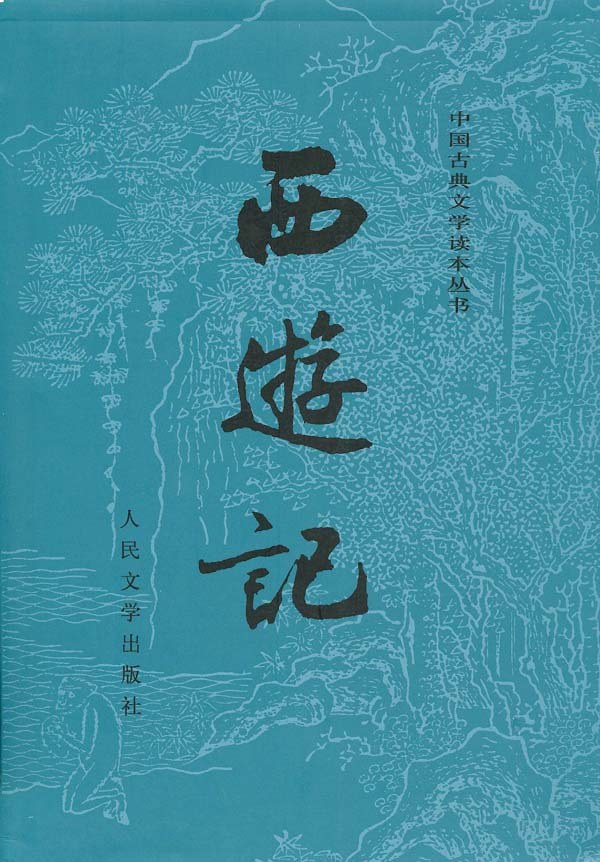 中国古典文学读本丛书
西遊記
人民文学出版社